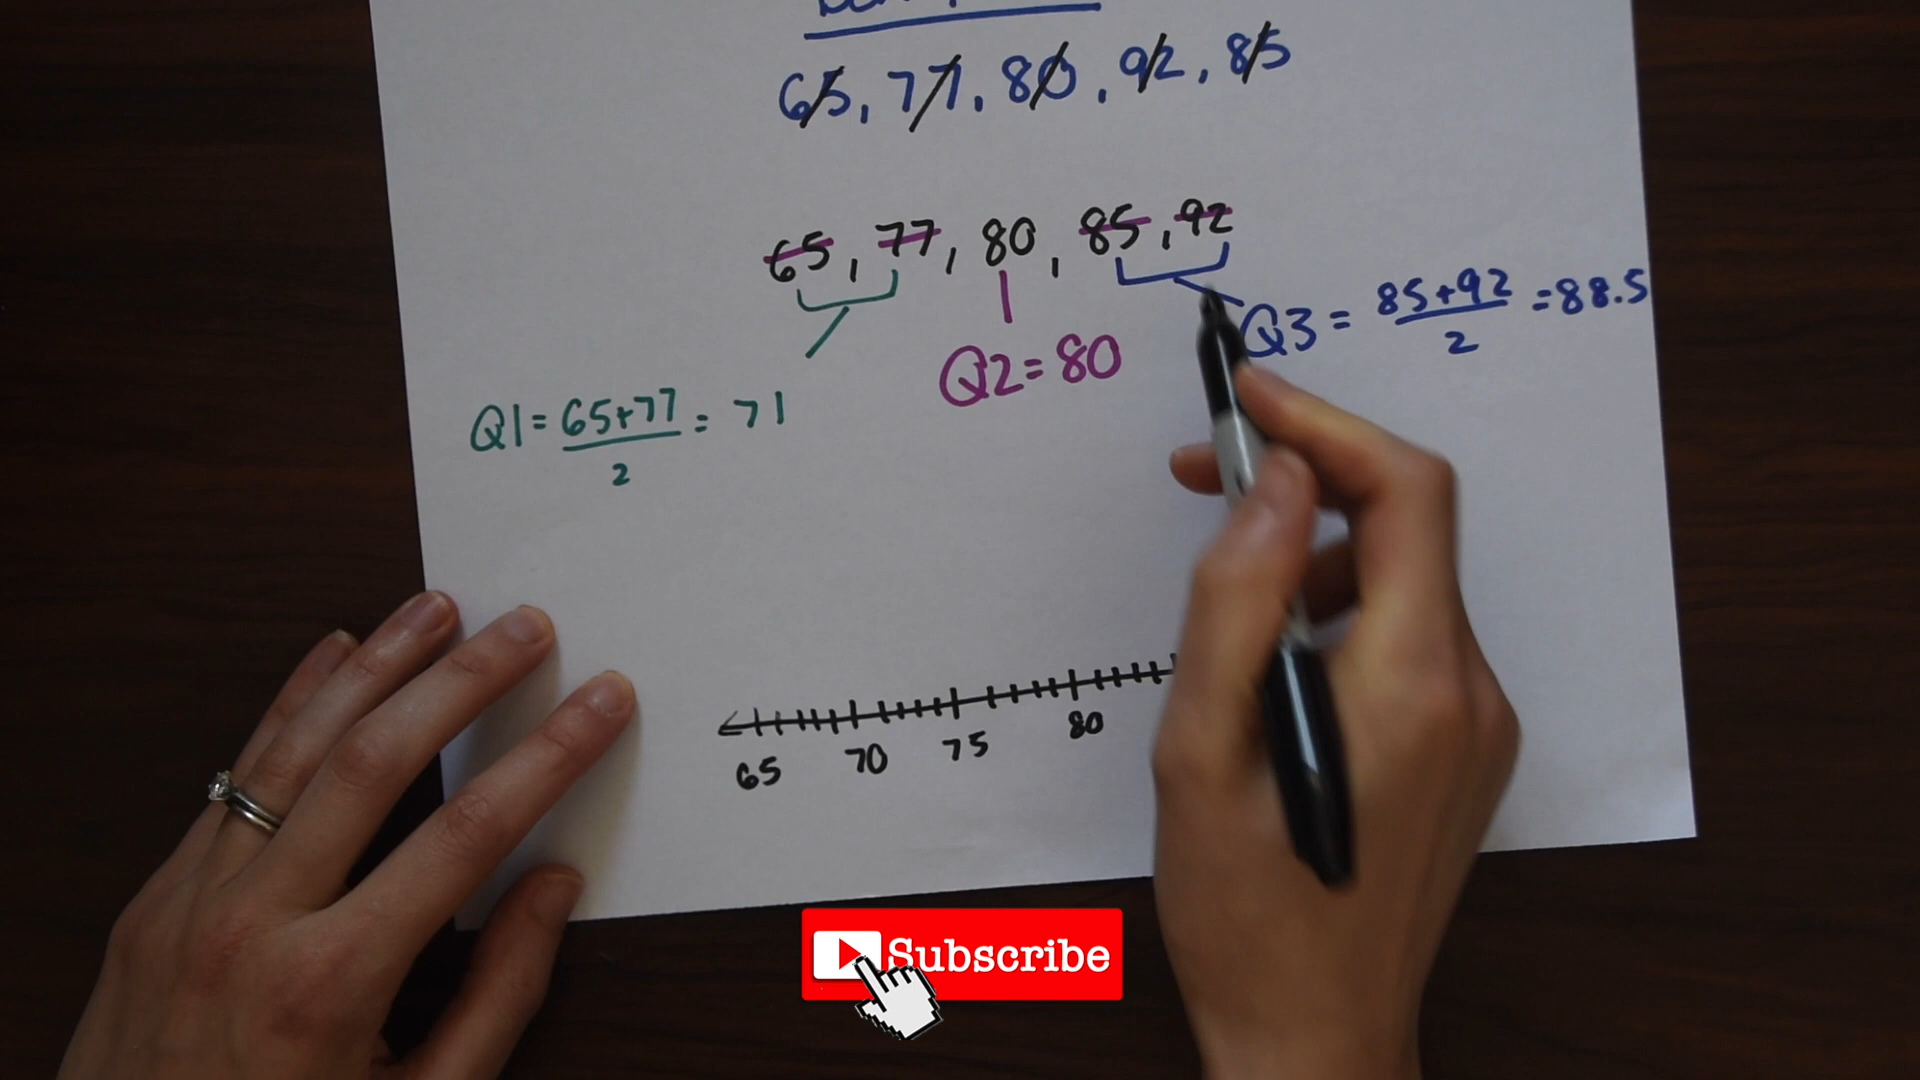 65, 77, 80, 92, 85
65, 77, 80, 85, 92
Q3 = 85+92 / 2 = 88.5
Q2=80
Q1 = 65+77 / 2 = 71
65 70 75 80
Subscribe